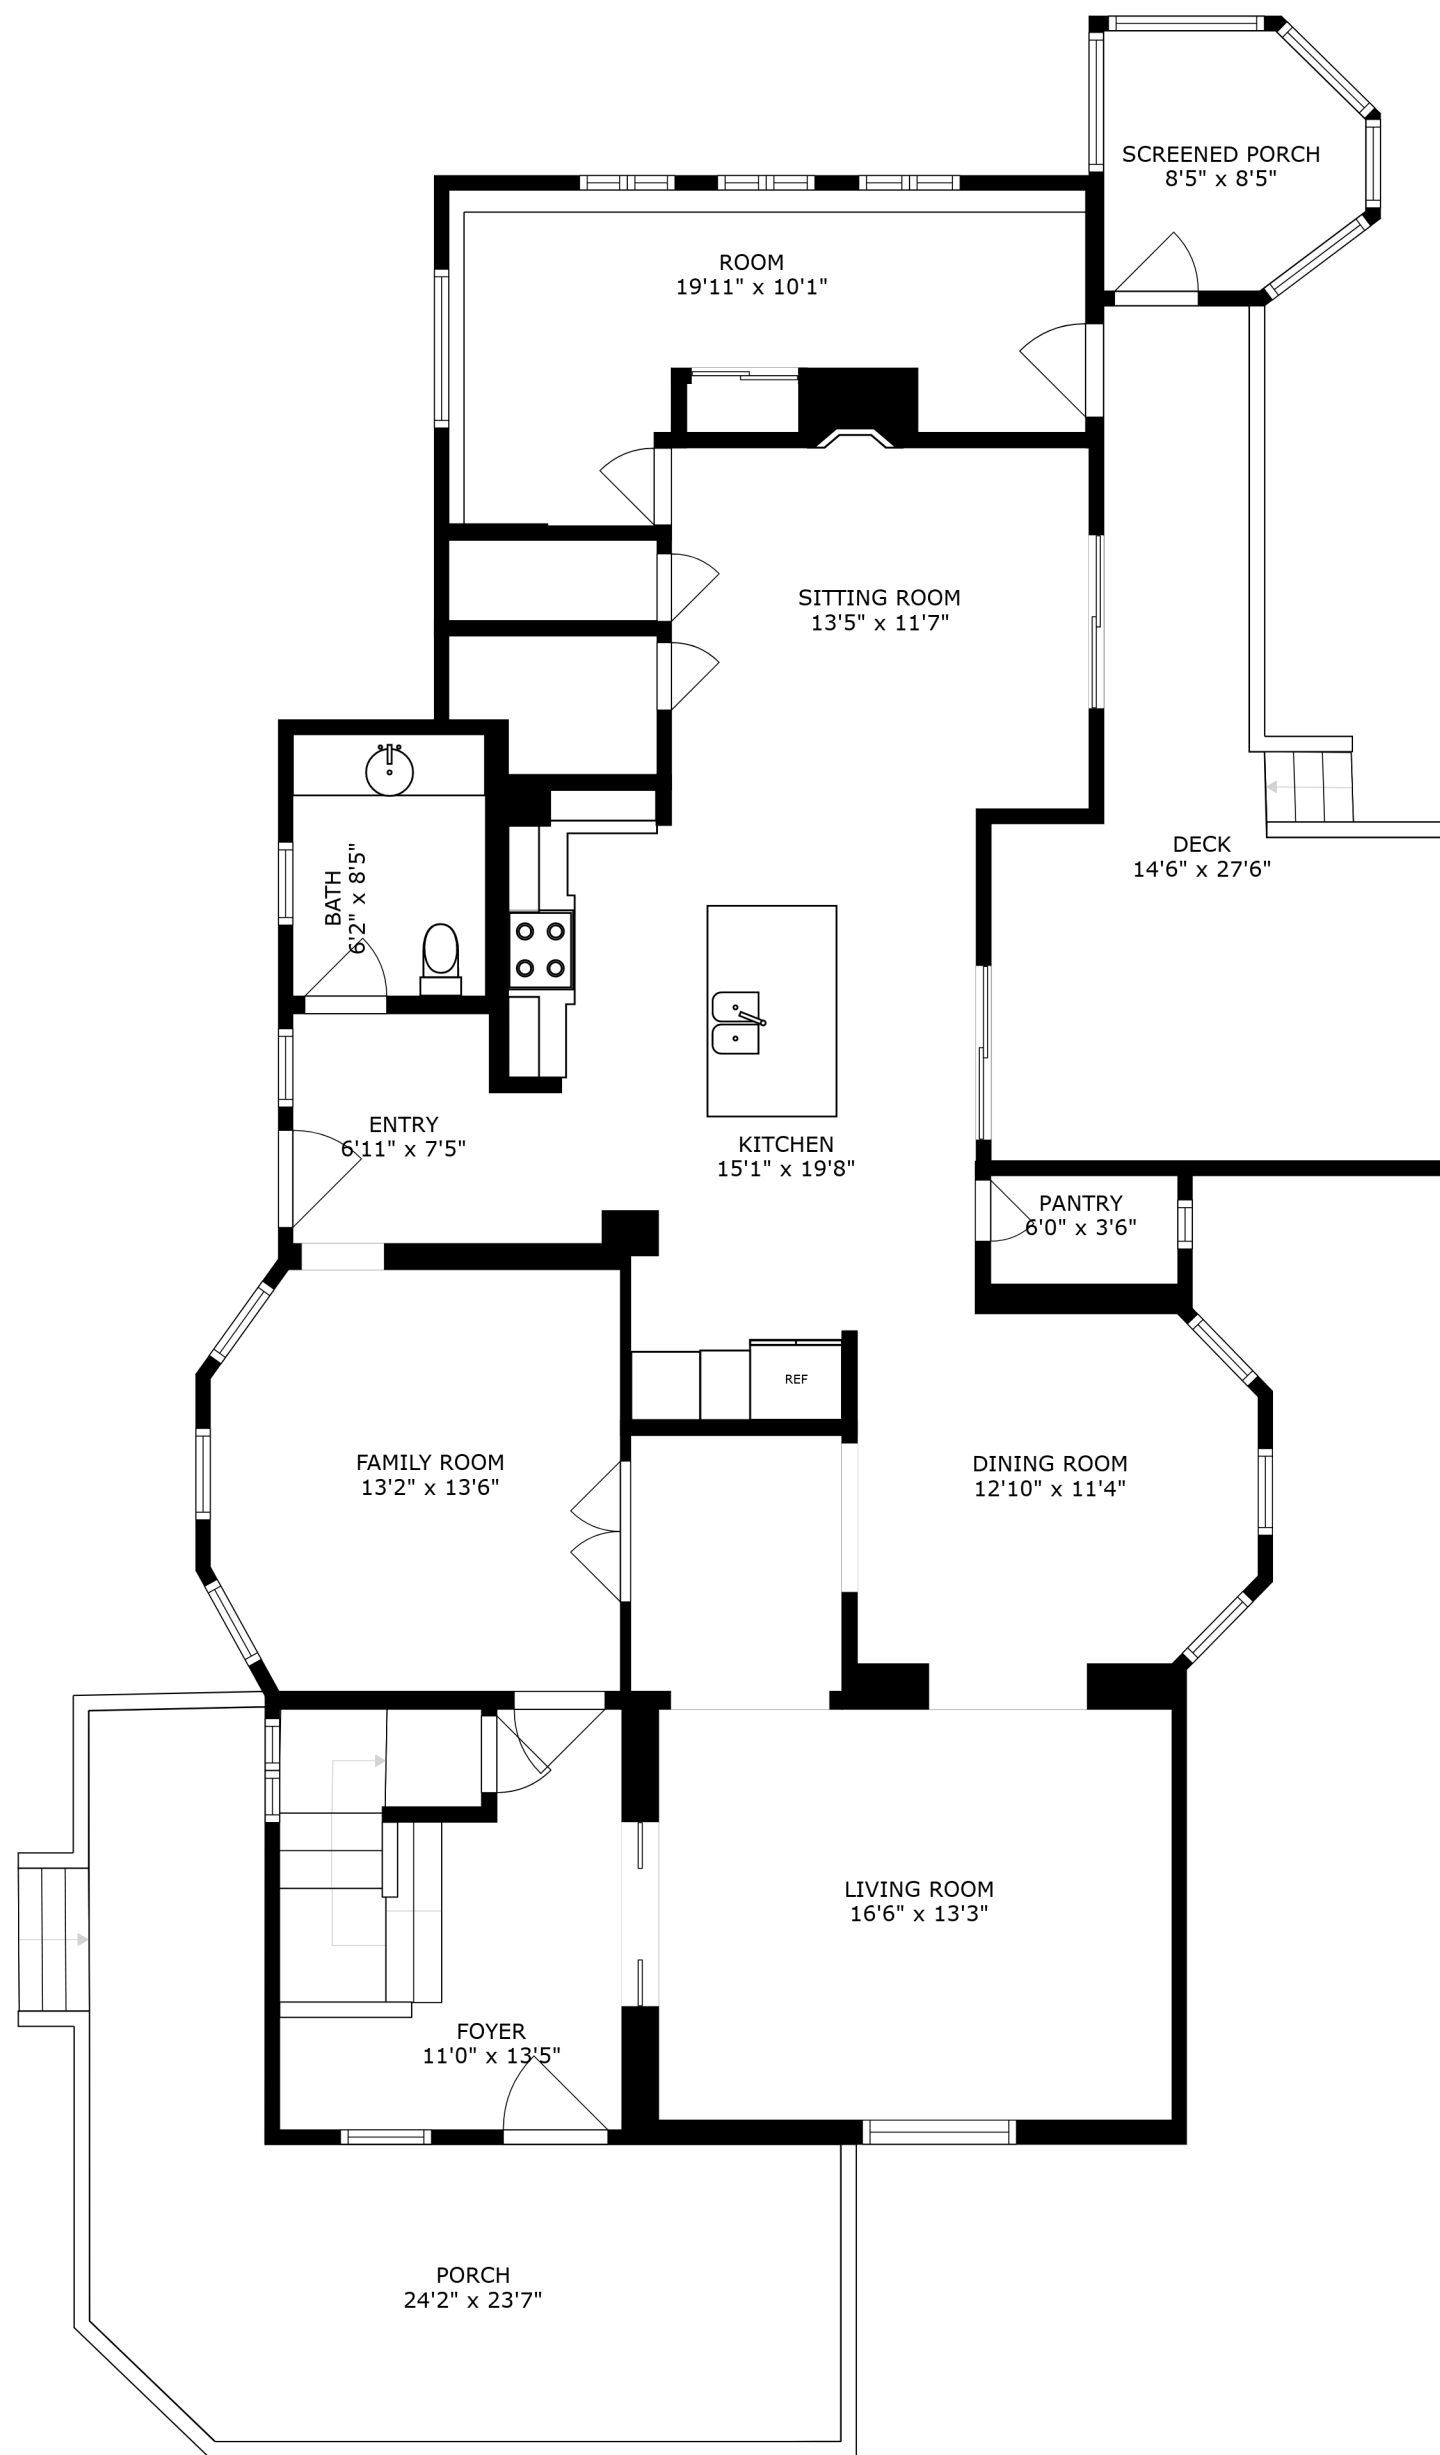 SCREENED PORCH
8'5" x 8'5"
ROOM
19'11" x 10'1"
SITTING ROOM
13'5" x 11'7"
DECK
14'6" x 27'6"
BATH
6'2" x 8'5"
ENTRY
6'11" x 7'5"
KITCHEN
15'1" x 19'8"
PANTRY
6'0" x 3'6"
REF
FAMILY ROOM
13'2" x 13'6"
DINING ROOM
12'10" x 11'4"
LIVING ROOM
16'6" x 13'3"
FOYER
11'0" x 13'5"
PORCH
24'2" x 23'7"